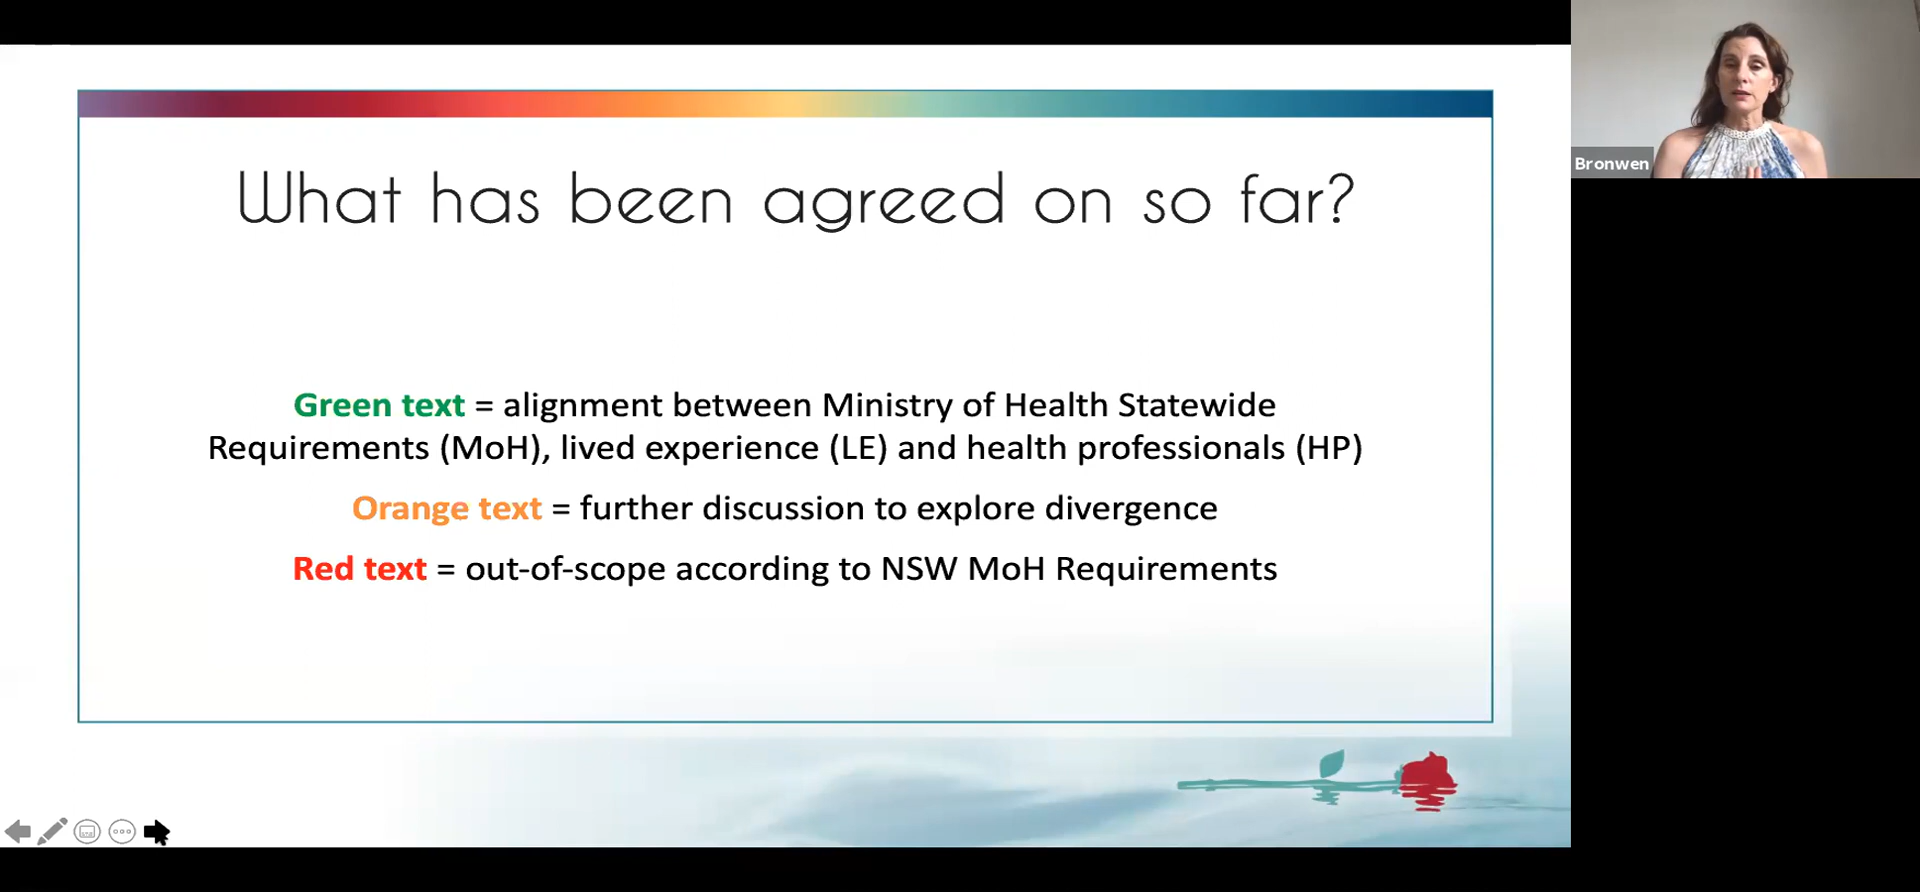 What has been agreed on so far?
Green text = alignment between Ministry of Health Statewide
Requirements (MoH), lived experience (LE) and health professionals (HP)
Orange text = further discussion to explore divergence
Red text = out-of-scope according to NSW MoH Requirements
Bronwen